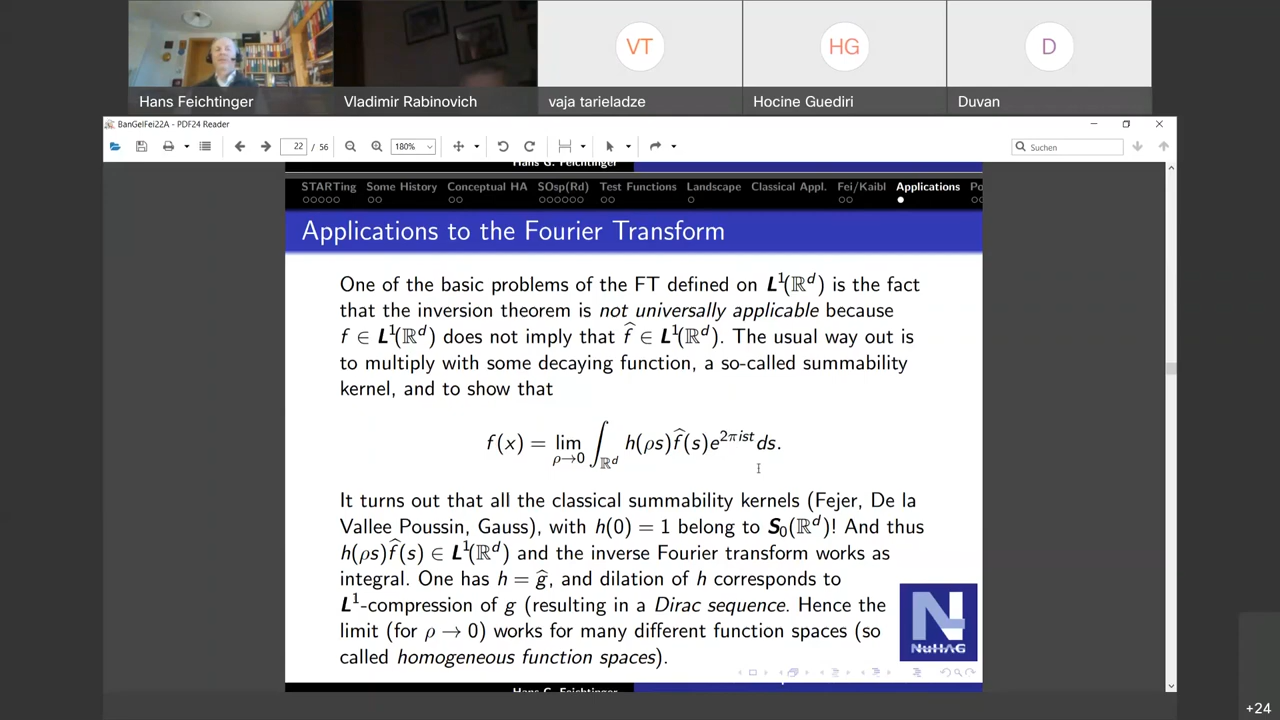 VT
HG
D
Hans Feichtinger
Vladimir Rabinovich
vaja tarieladze
Hocine Guediri
Duvan
BanGelFei22A - PDF24 Reader
22 / 56
180%
Suchen
Hans G. Feichtinger
STARTing Some History Conceptual HA SOsp(Rd) Test Functions Landscape Classical Appl. Fei/Kaibl Applications Po
Applications to the Fourier Transform
One of the basic problems of the FT defined on L¹(ℝᵈ) is the fact
that the inversion theorem is not universally applicable because
f ∈ L¹(ℝᵈ) does not imply that f̂ ∈ L¹(ℝᵈ). The usual way out is
to multiply with some decaying function, a so-called summability
kernel, and to show that
f(x) = lim_{ρ→0} ∫_{ℝᵈ} h(ρs)f̂(s)e^{2πist}ds.
It turns out that all the classical summability kernels (Fejer, De la
Vallee Poussin, Gauss), with h(0) = 1 belong to S₀(ℝᵈ)! And thus
h(ρs)f̂(s) ∈ L¹(ℝᵈ) and the inverse Fourier transform works as
integral. One has h = ĝ, and dilation of h corresponds to
L¹-compression of g (resulting in a Dirac sequence. Hence the
limit (for ρ → 0) works for many different function spaces (so
called homogeneous function spaces).
NuHAG
Hans G. Feichtinger
+24